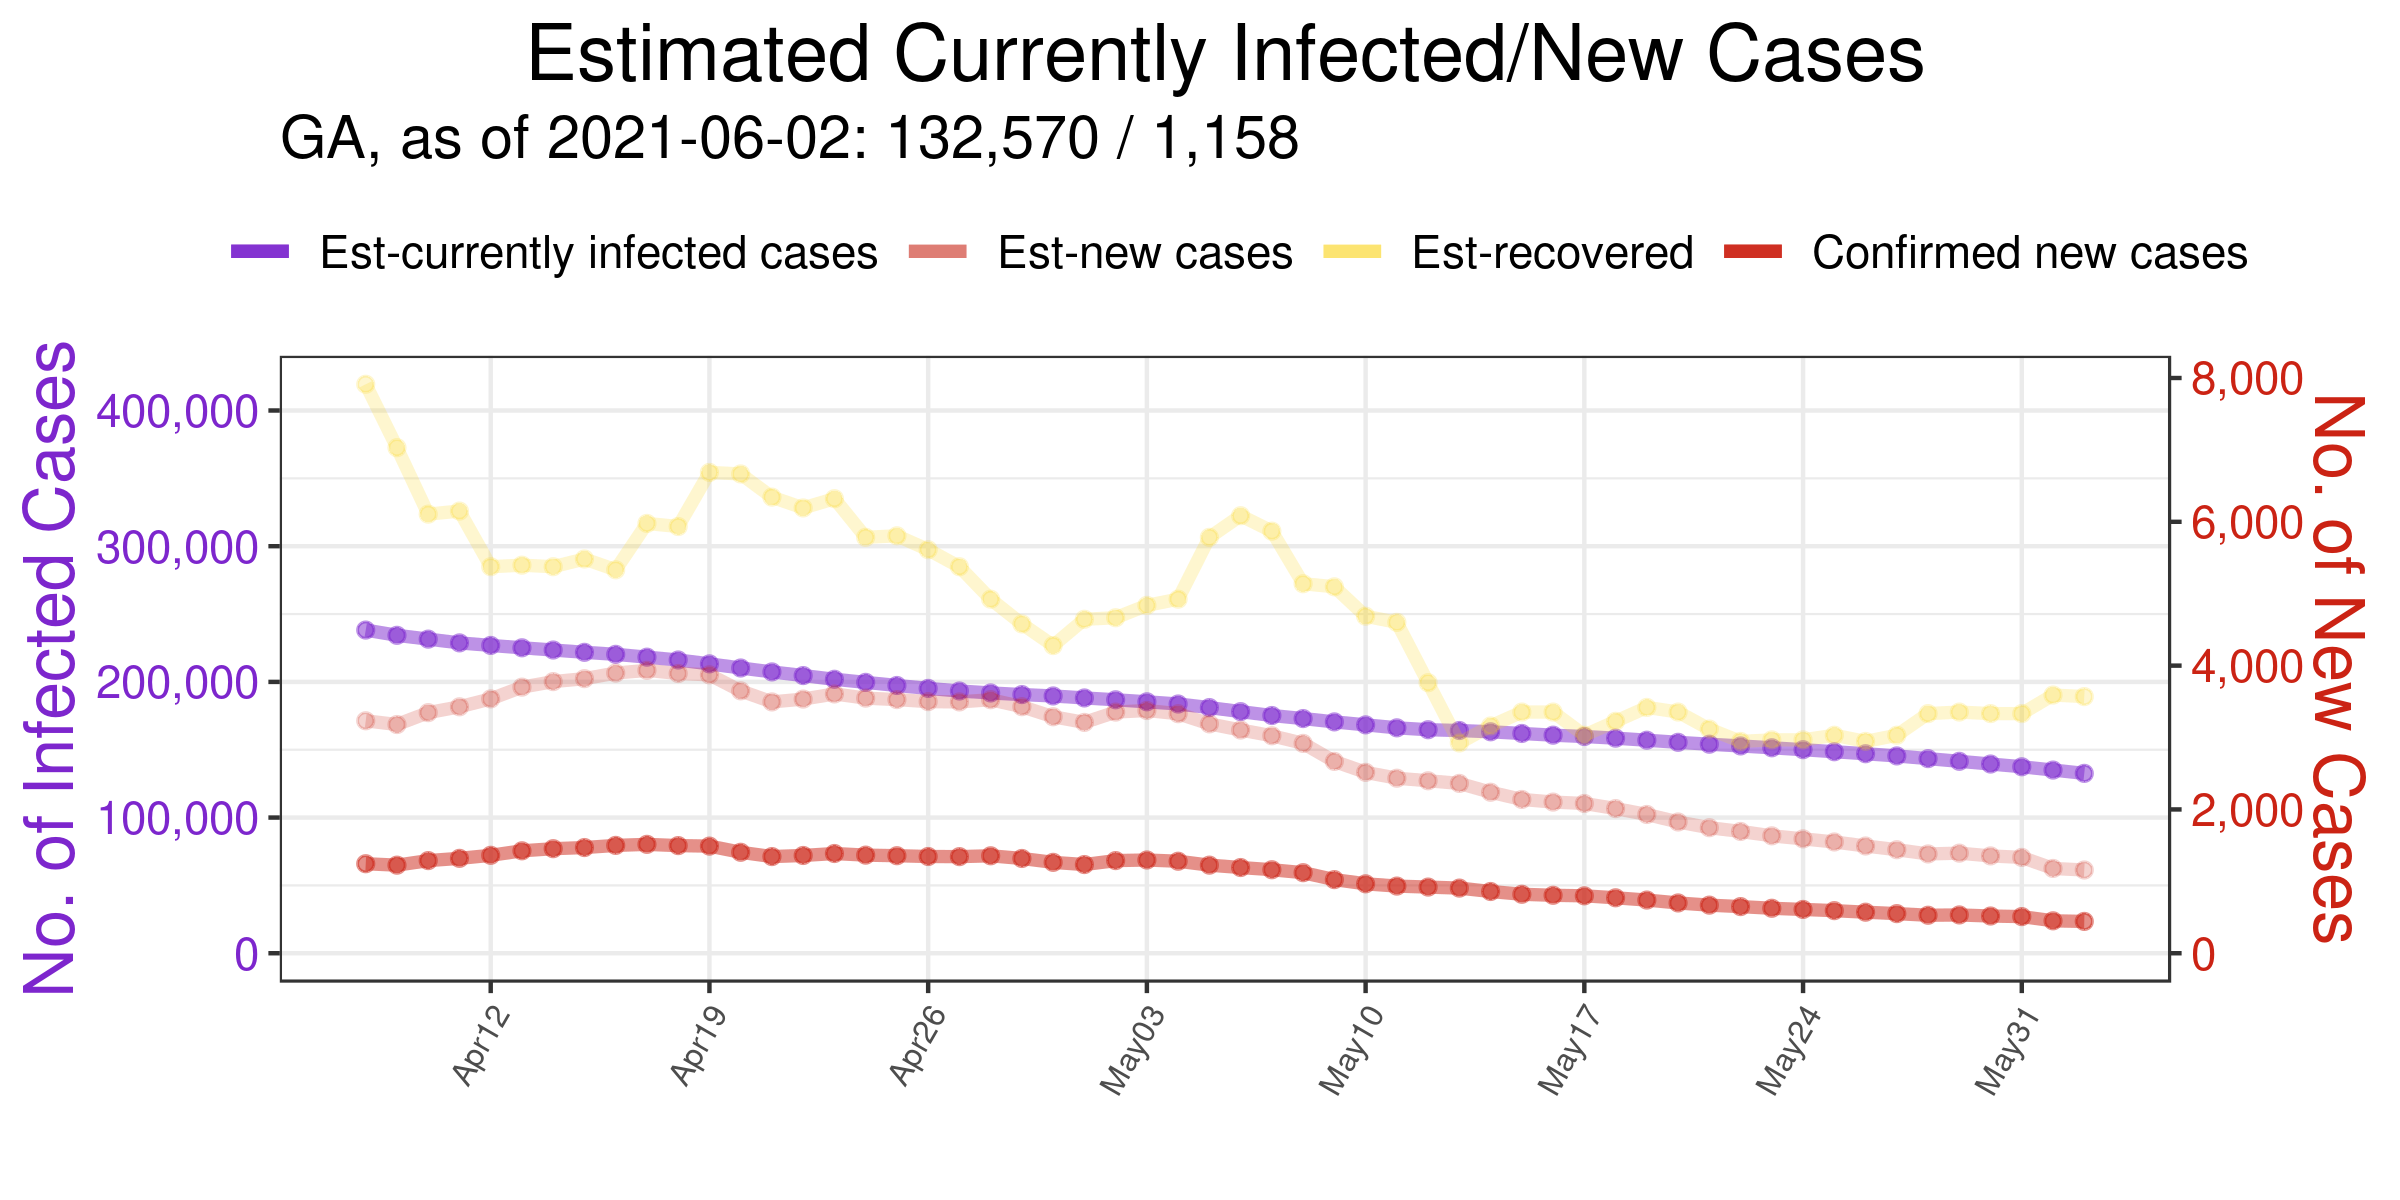 Estimated Currently Infected/New Cases
GA, as of 2021-06-02: 132,570 / 1,158
Est-currently infected cases Est-new cases Est-recovered Confirmed new cases
No. of Infected Cases
400,000
300,000
200,000
100,000
0
8,000
6,000
4,000
2,000
0
No. of New Cases
Apr12 Apr19 Apr26 May03 May10 May17 May24 May31